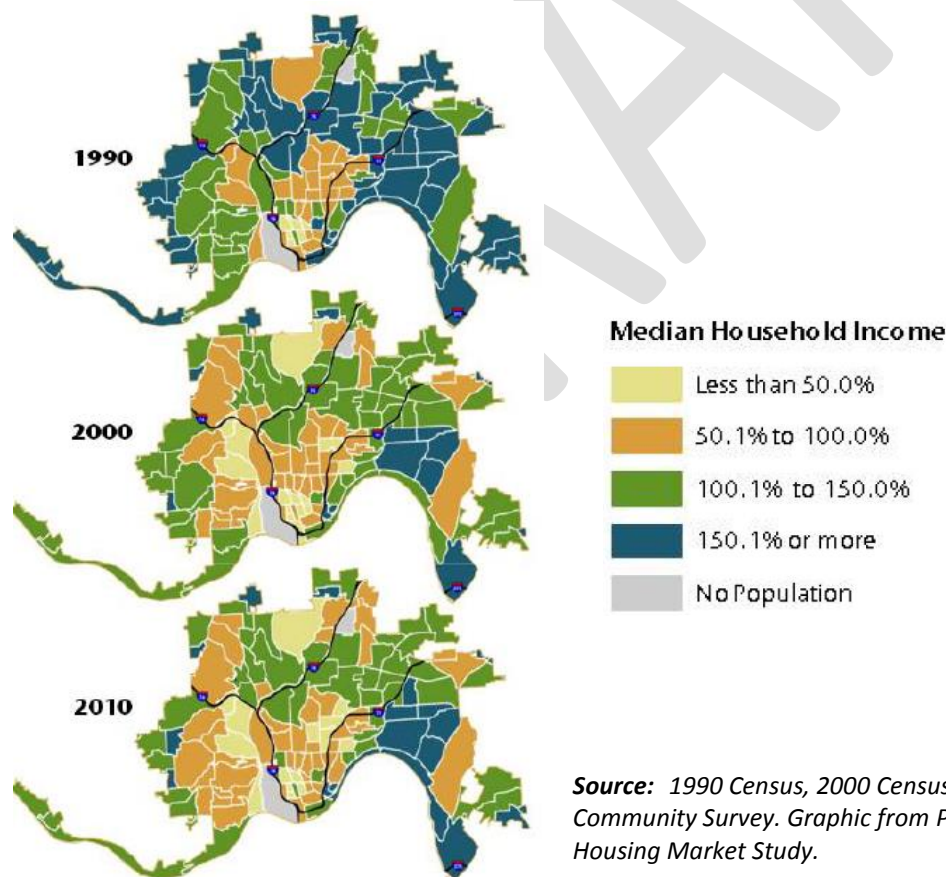 1990
2000
2010
Median Household Income
Less than 50.0%
50.1% to 100.0%
100.1% to 150.0%
150.1% or more
No Population
Source: 1990 Census, 2000 Census
Community Survey. Graphic from
Housing Market Study.